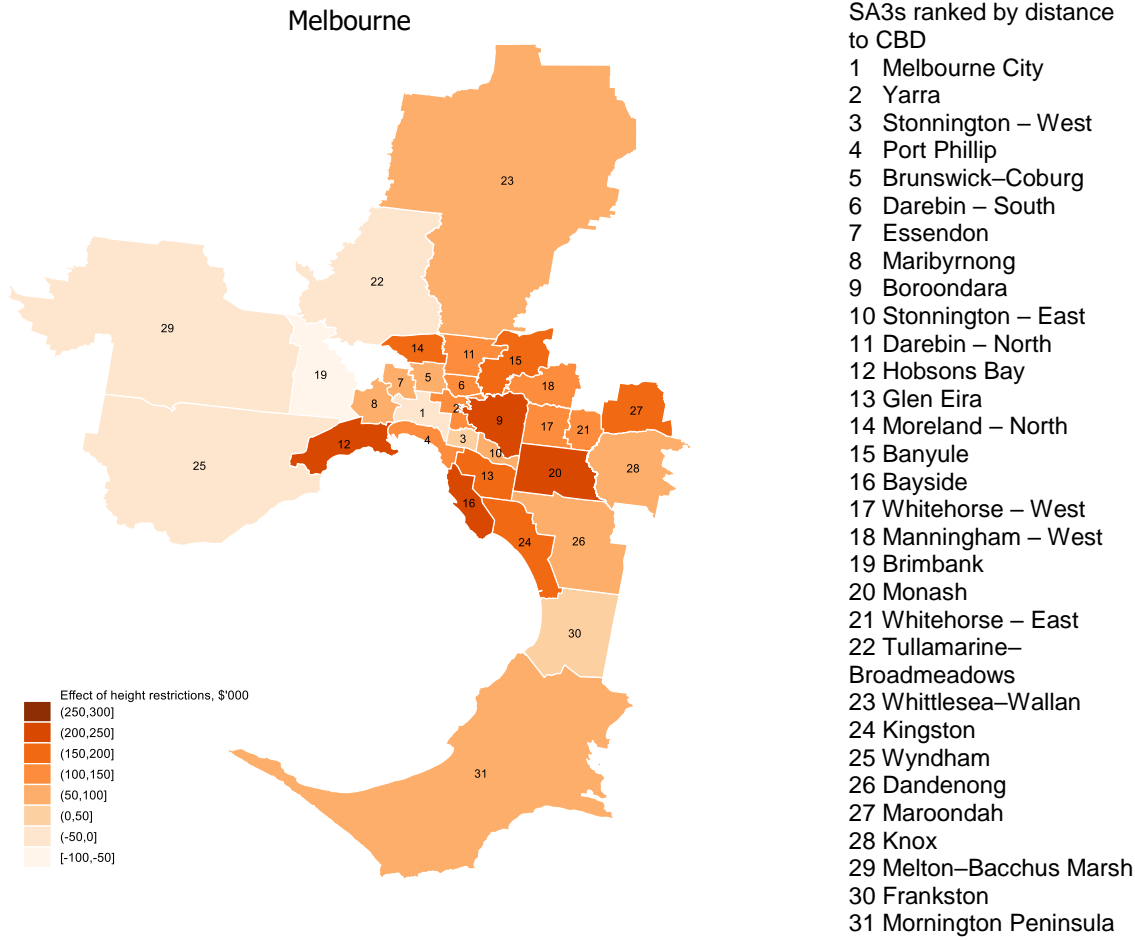 Melbourne
23
22
29
19
14
11
15
7
5
6
18
8
1
2
9
27
12
4
3
17
21
10
25
20
28
13
16
24
26
30
31
Effect of height restrictions, $'000
(250,300]
(200,250]
(150,200]
(100,150]
(50,100]
(0,50]
(-50,0]
[-100,-50]
SA3s ranked by distance
to CBD
1 Melbourne City
2 Yarra
3 Stonnington – West
4 Port Phillip
5 Brunswick–Coburg
6 Darebin – South
7 Essendon
8 Maribyrnong
9 Boroondara
10 Stonnington – East
11 Darebin – North
12 Hobsons Bay
13 Glen Eira
14 Moreland – North
15 Banyule
16 Bayside
17 Whitehorse – West
18 Manningham – West
19 Brimbank
20 Monash
21 Whitehorse – East
22 Tullamarine–
Broadmeadows
23 Whittlesea–Wallan
24 Kingston
25 Wyndham
26 Dandenong
27 Maroondah
28 Knox
29 Melton–Bacchus Marsh
30 Frankston
31 Mornington Peninsula